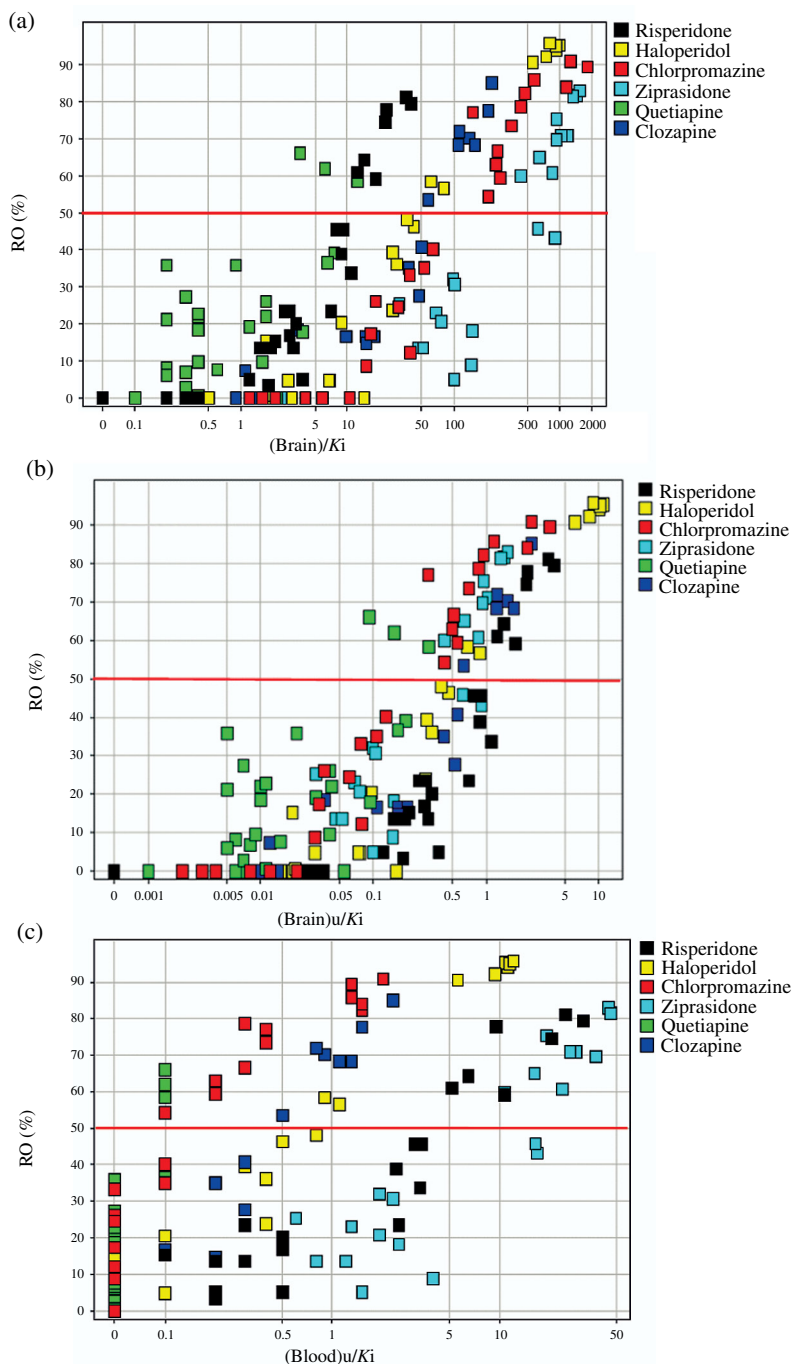 (a)
Risperidone
Haloperidol
Chlorpromazine
Ziprasidone
Quetiapine
Clozapine
RO (%)
90
80
70
60
50
40
30
20
10
0
0 0.1 0.5 1 5 10 50 100 500 1000 2000
(Brain)/Ki
(b)
Risperidone
Haloperidol
Chlorpromazine
Ziprasidone
Quetiapine
Clozapine
RO (%)
90
80
70
60
50
40
30
20
10
0
0 0.001 0.005 0.01 0.05 0.1 0.5 1 5 10
(Brain)u/Ki
(c)
Risperidone
Haloperidol
Chlorpromazine
Ziprasidone
Quetiapine
Clozapine
RO (%)
90
80
70
60
50
40
30
20
10
0
0 0.1 0.5 1 5 10 50
(Blood)u/Ki